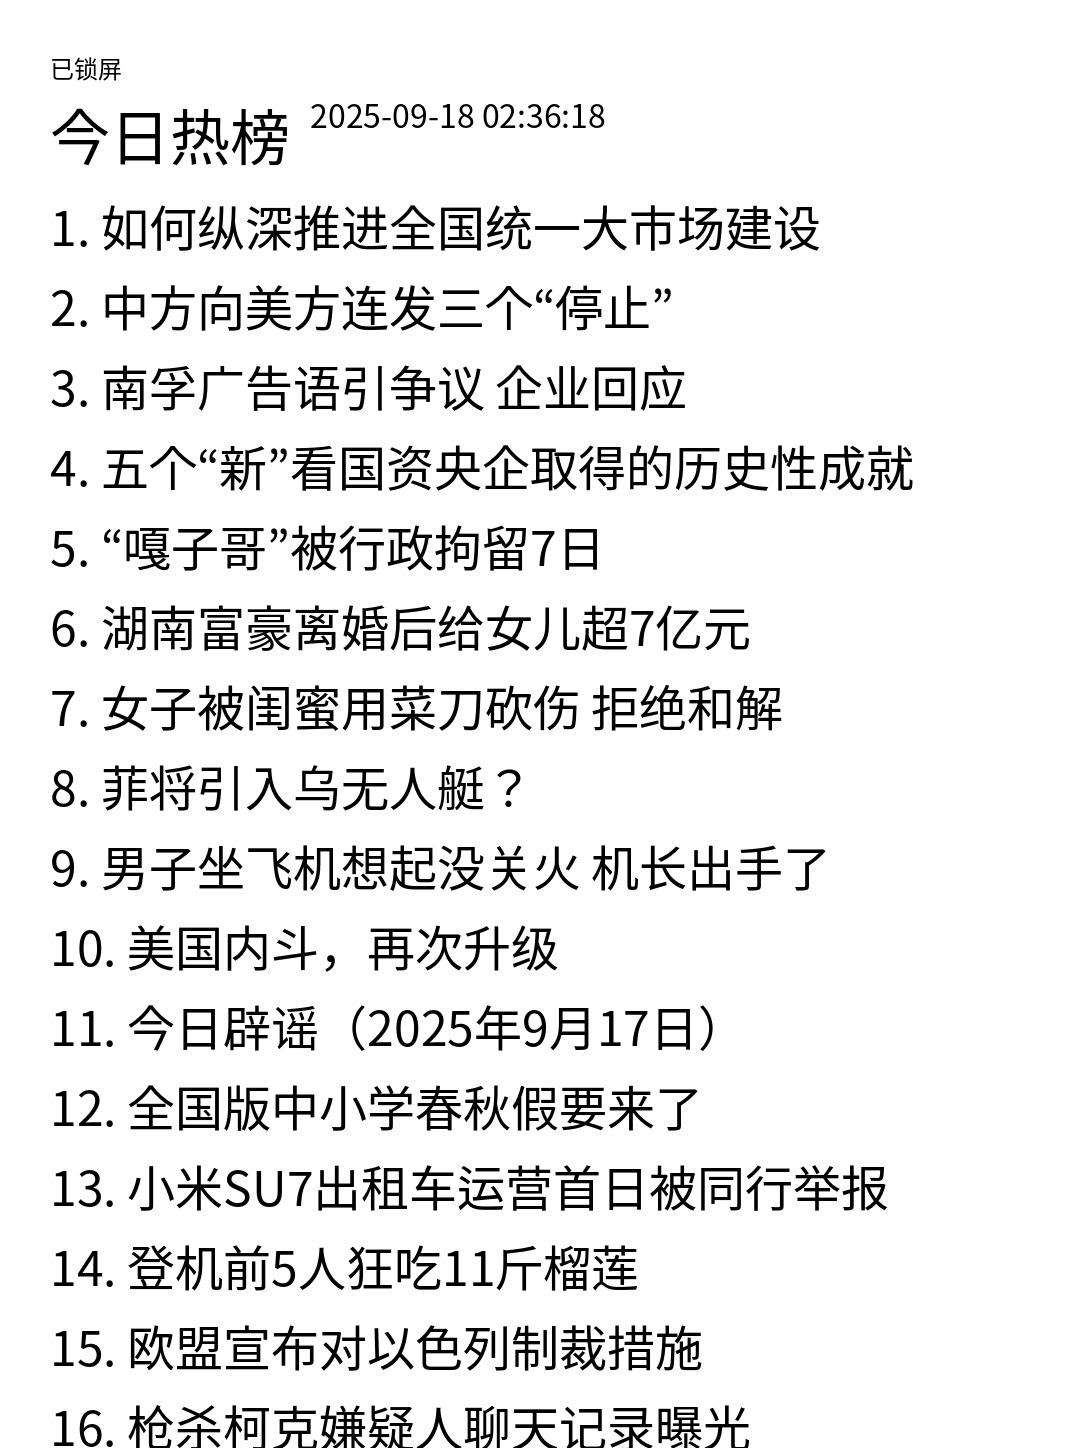 已锁屏
今日热榜 2025-09-18 02:36:18
1. 如何纵深推进全国统一大市场建设
2. 中方向美方连发三个“停止”
3. 南孚广告语引争议 企业回应
4. 五个“新”看国资央企取得的历史性成就
5. “嘎子哥”被行政拘留7日
6. 湖南富豪离婚后给女儿超7亿元
7. 女子被闺蜜用菜刀砍伤 拒绝和解
8. 菲将引入乌无人艇？
9. 男子坐飞机想起没关火 机长出手了
10. 美国内斗，再次升级
11. 今日辟谣（2025年9月17日）
12. 全国版中小学春秋假要来了
13. 小米SU7出租车运营首日被同行举报
14. 登机前5人狂吃11斤榴莲
15. 欧盟宣布对以色列制裁措施
16. 枪杀柯克嫌疑人聊天记录曝光